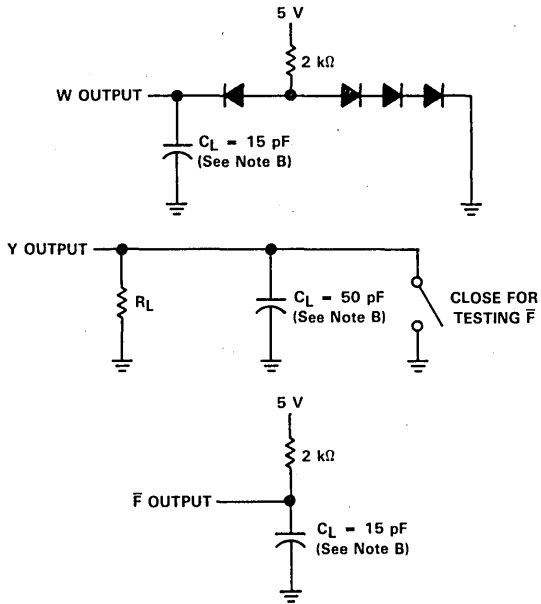 5 V
2 kΩ
W OUTPUT
C_L = 15 pF
(See Note B)
Y OUTPUT
R_L
C_L = 50 pF
(See Note B)
CLOSE FOR
TESTING F̅
5 V
2 kΩ
F̅ OUTPUT
C_L = 15 pF
(See Note B)